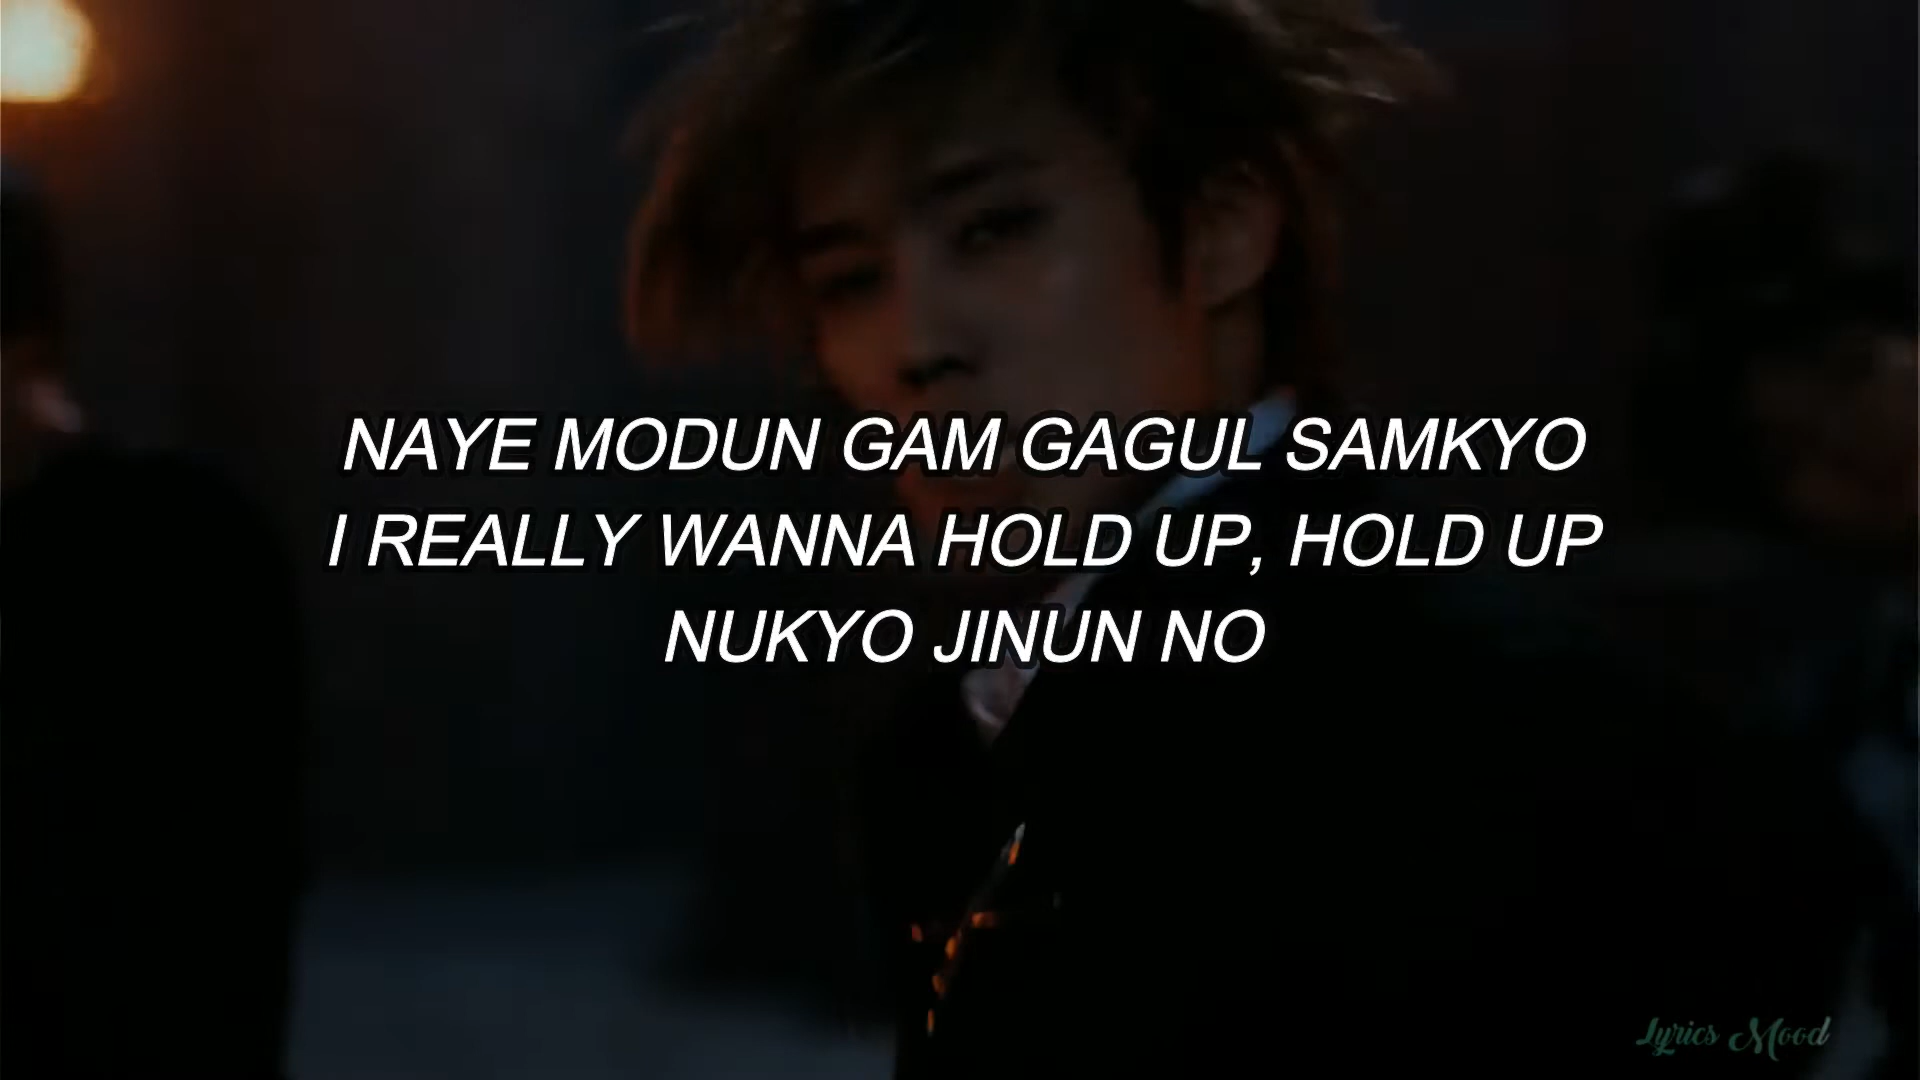 NAYE MODUN GAM GAGUL SAMKYO
I REALLY WANNA HOLD UP, HOLD UP
NUKYO JINUN NO
Lyrics Mood